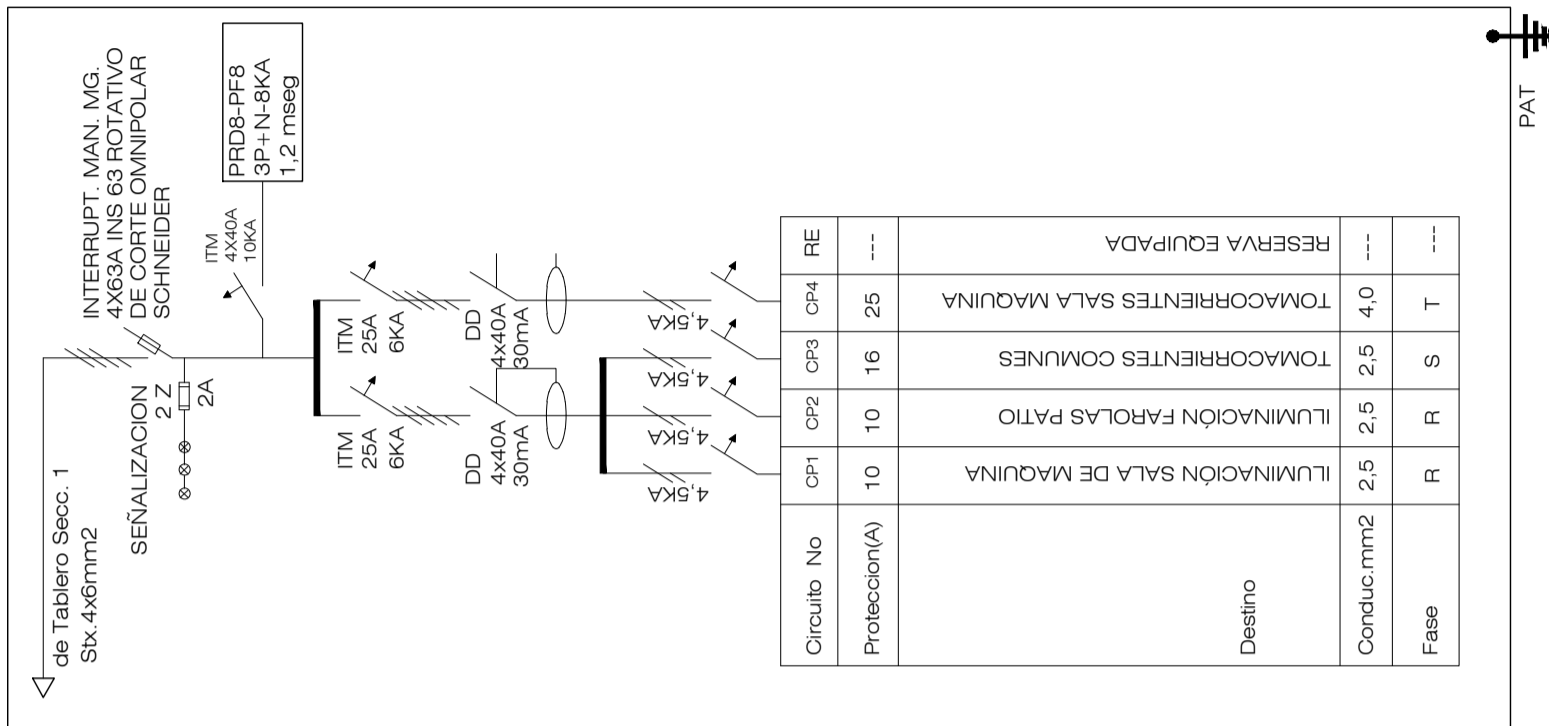 de Tablero Secc. 1
Stx.4x6mm2
SEÑALIZACION
2 Z
2A
INTERRUPT. MAN. MG.
4X63A INS 63 ROTATIVO
DE CORTE OMNIPOLAR
SCHNEIDER
ITM
4X40A
10KA
PRD8-PF8
3P+N-8KA
1,2 mseg
ITM
25A
6KA
ITM
25A
6KA
DD
4x40A
30mA
DD
4x40A
30mA
4,5KA
4,5KA
4,5KA
4,5KA
Circuito No CP1 CP2 CP3 CP4 RE
Proteccion(A) 10 10 16 25 ---
Destino
ILUMINACIÓN SALA DE MAQUINA
ILUMINACIÓN FAROLAS PATIO
TOMACORRIENTES COMUNES
TOMACORRIENTES SALA MAQUINA
RESERVA EQUIPADA
Conduc.mm2 2,5 2,5 2,5 4,0 ---
Fase R R S T ---
PAT